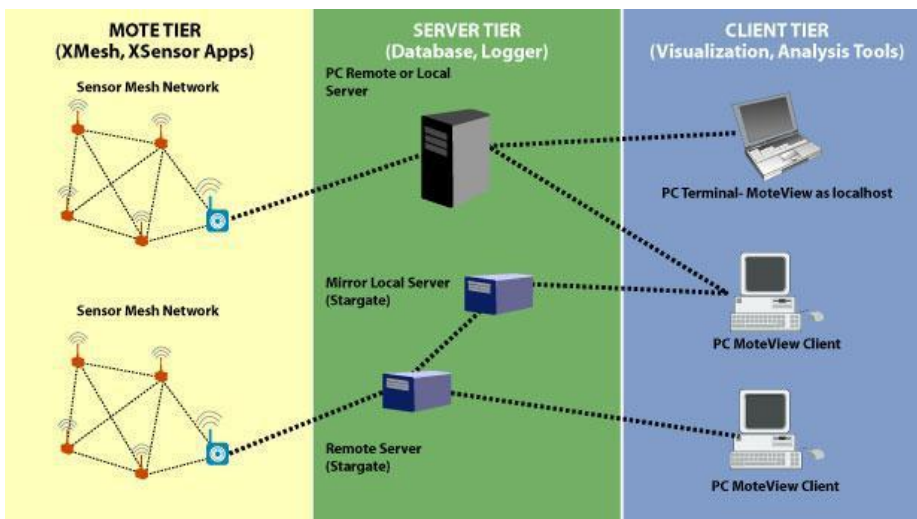 MOTE TIER
(XMesh, XSensor Apps)
Sensor Mesh Network
Sensor Mesh Network
SERVER TIER
(Database, Logger)
PC Remote or Local
Server
Mirror Local Server
(Stargate)
Remote Server
(Stargate)
CLIENT TIER
(Visualization, Analysis Tools)
PC Terminal- MoteView as localhost
PC MoteView Client
PC MoteView Client